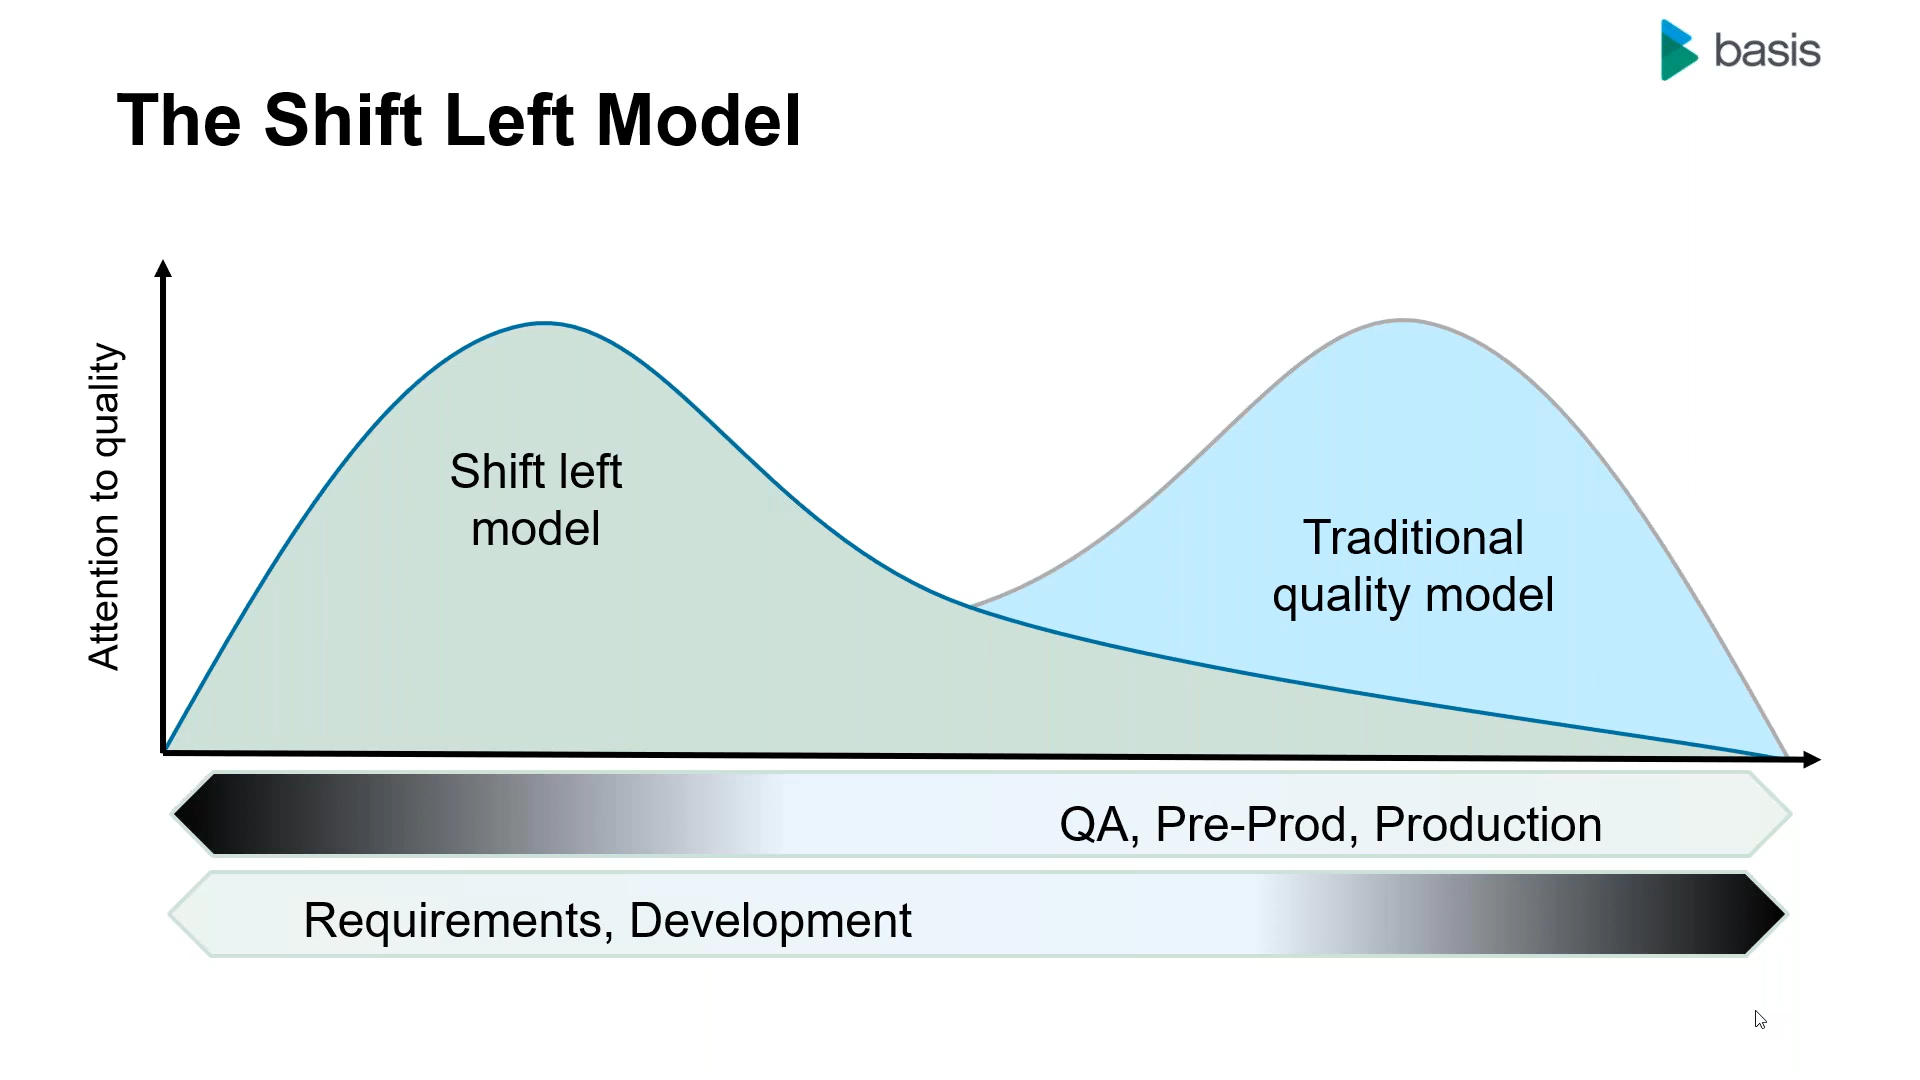 basis
The Shift Left Model
Attention to quality
Shift left
model
Traditional
quality model
QA, Pre-Prod, Production
Requirements, Development